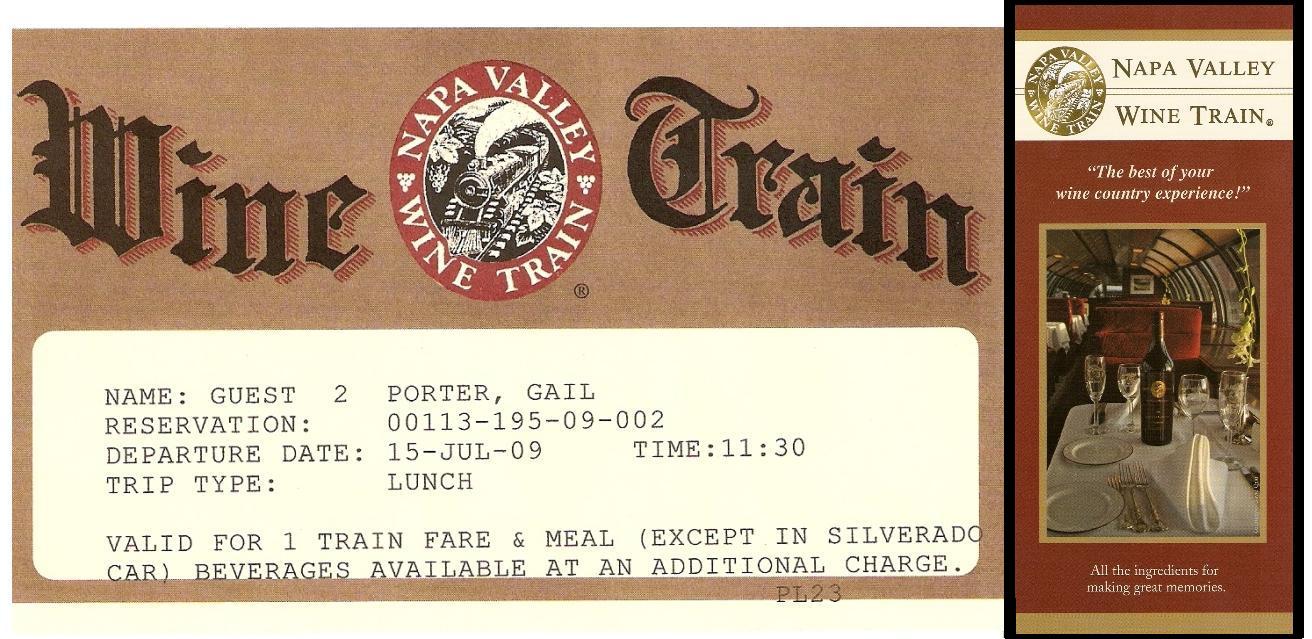 Wine Train
NAPA VALLEY
WINE TRAIN
®
NAME: GUEST 2 PORTER, GAIL
RESERVATION: 00113-195-09-002
DEPARTURE DATE: 15-JUL-09 TIME:11:30
TRIP TYPE: LUNCH
VALID FOR 1 TRAIN FARE & MEAL (EXCEPT IN SILVERADO
CAR) BEVERAGES AVAILABLE AT AN ADDITIONAL CHARGE.
PL23
NAPA VALLEY
WINE TRAIN
NAPA VALLEY
WINE TRAIN®
"The best of your
wine country experience!"
All the ingredients for
making great memories.